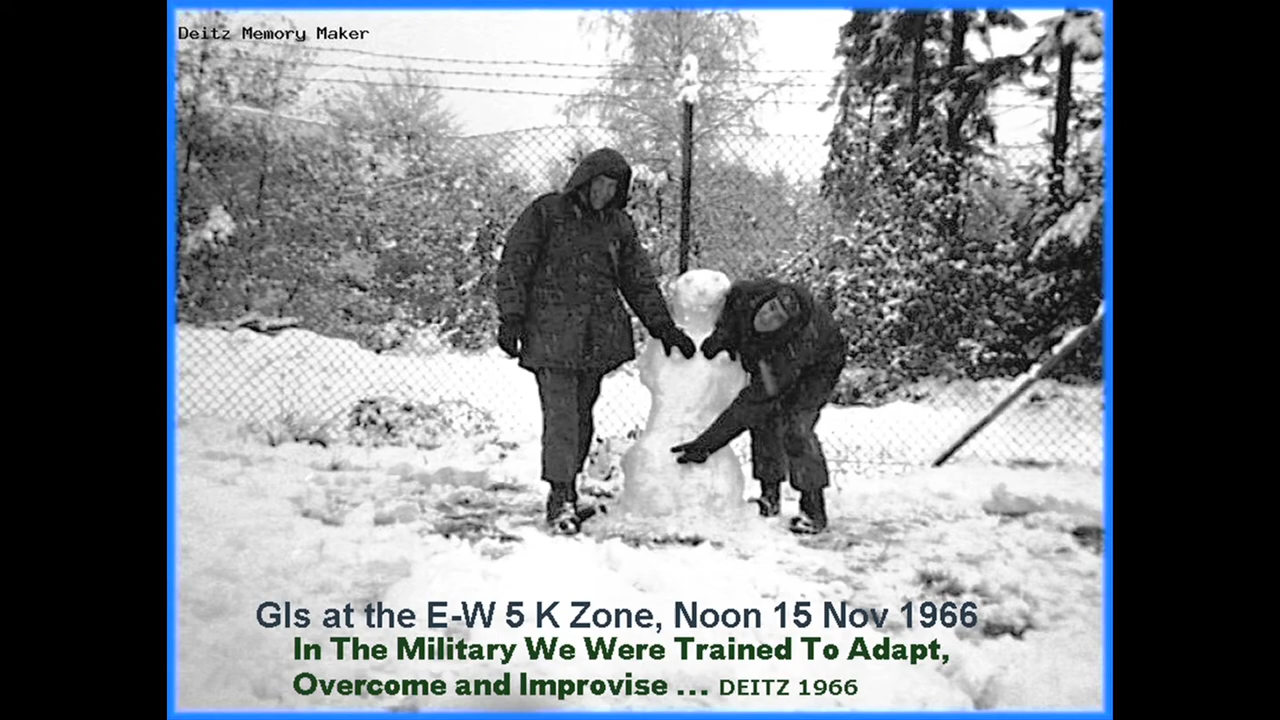 Deitz Memory Maker
GIs at the E-W 5 K Zone, Noon 15 Nov 1966
In The Military We Were Trained To Adapt,
Overcome and Improvise ... DEITZ 1966